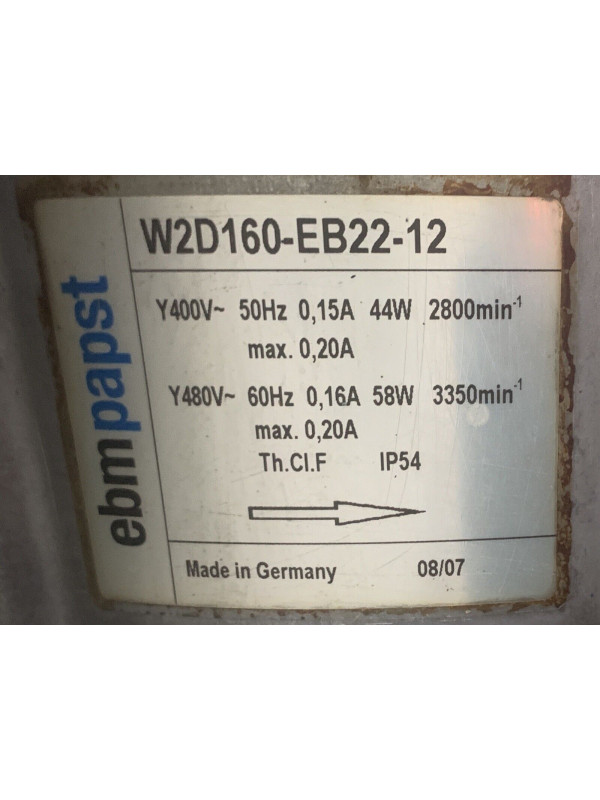 ebmpapst
W2D160-EB22-12
Y400V~ 50Hz 0,15A 44W 2800min-1
max. 0,20A
Y480V~ 60Hz 0,16A 58W 3350min-1
max. 0,20A
Th.Cl.F IP54
Made in Germany 08/07